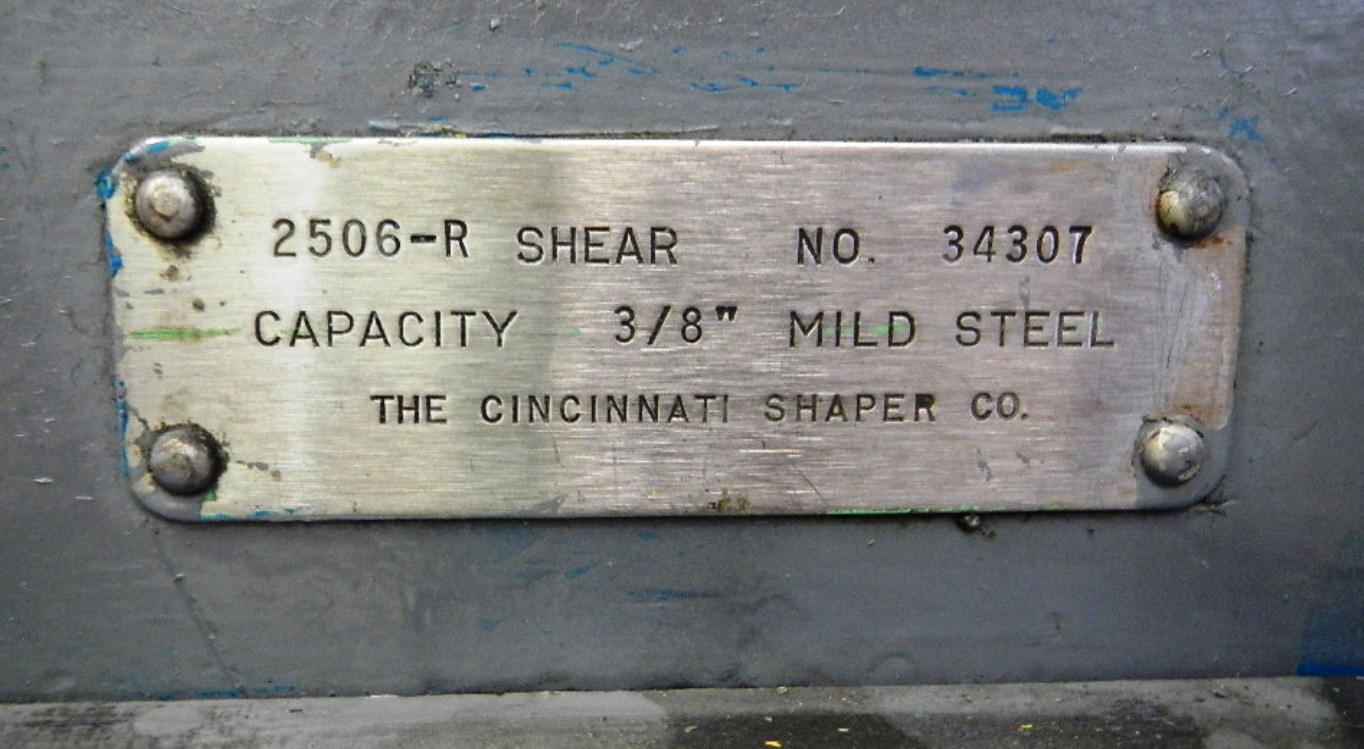 2506-R SHEAR NO. 34307
CAPACITY 3/8" MILD STEEL
THE CINCINNATI SHAPER CO.